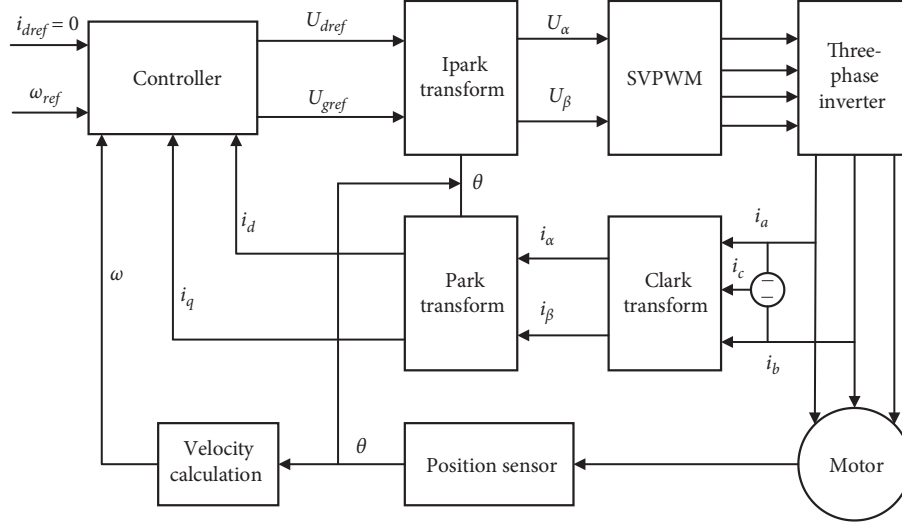 i_dref = 0
ω_ref
Controller
U_dref
U_gref
Ipark
transform
U_α
U_β
SVPWM
Three-
phase
inverter
θ
i_d
i_q
ω
Park
transform
i_α
i_β
Clark
transform
i_a
i_c
i_b
– –
Velocity
calculation
θ
Position sensor
Motor